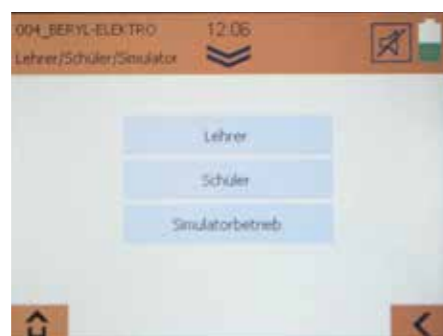 004_BERYL-ELEKTRO 12:06
Lehrer/Schüler/Simulator
Lehrer
Schüler
Simulatorbetrieb